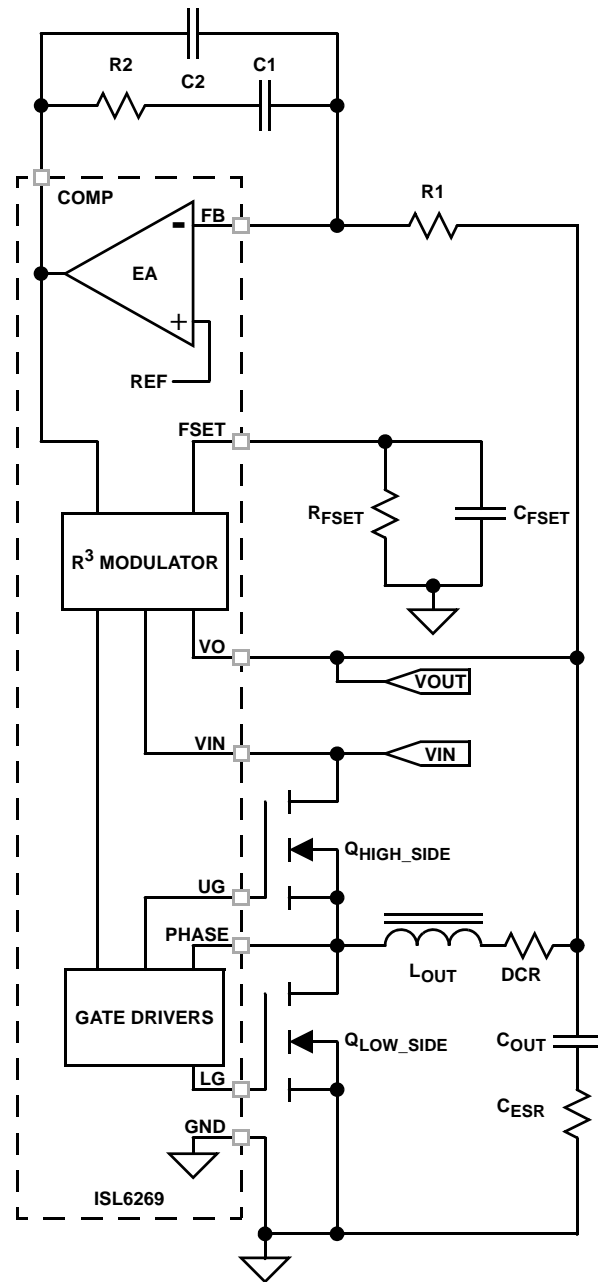 R2
C2
C1
COMP
FB
R1
-
EA
+
REF
FSET
RFSET
CFSET
R3 MODULATOR
VO
VOUT
VIN
VIN
QHIGH_SIDE
UG
PHASE
LOUT
DCR
GATE DRIVERS
QLOW_SIDE
COUT
LG
CESR
GND
ISL6269